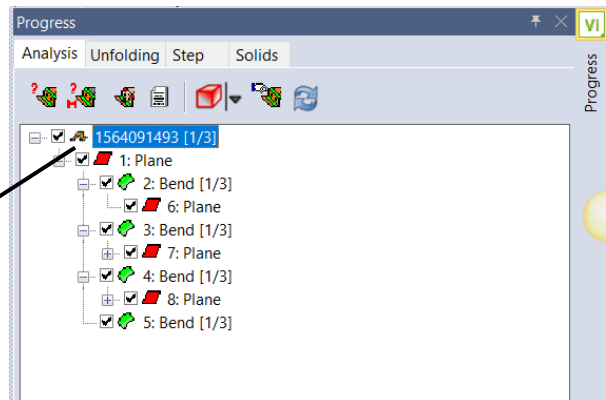 Progress
VI
Analysis Unfolding Step Solids
Progress
1564091493 [1/3]
1: Plane
2: Bend [1/3]
6: Plane
3: Bend [1/3]
7: Plane
4: Bend [1/3]
8: Plane
5: Bend [1/3]